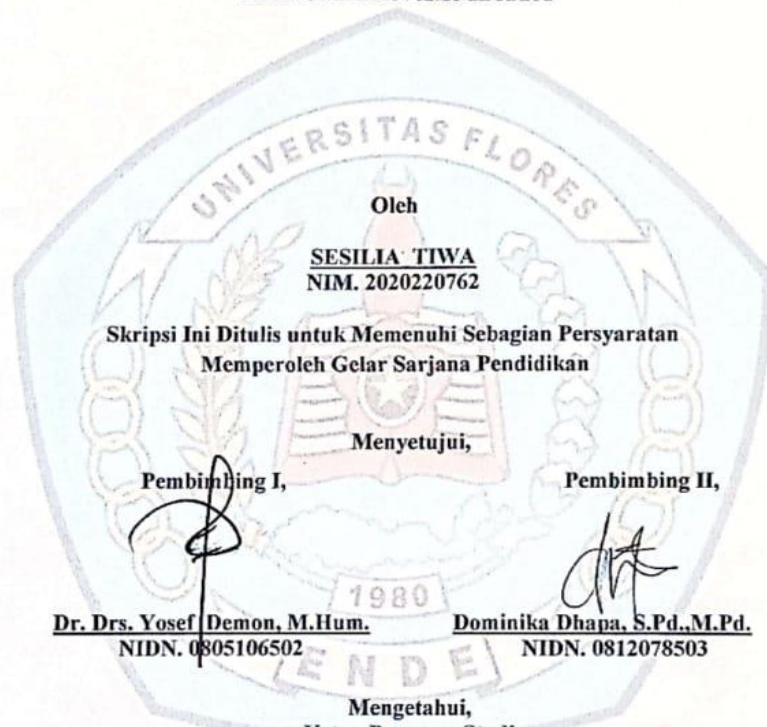 UNIVERSITAS FLORES
Oleh
SESILIA TIWA
NIM. 2020220762
Skripsi Ini Ditulis untuk Memenuhi Sebagian Persyaratan
Memperoleh Gelar Sarjana Pendidikan
Menyetujui,
Pembimbing I, Pembimbing II,
1980
Dr. Drs. Yosef Demon, M.Hum. Dominika Dhapa, S.Pd.,M.Pd.
NIDN. 0805106502 NIDN. 0812078503
ENDE
Mengetahui,